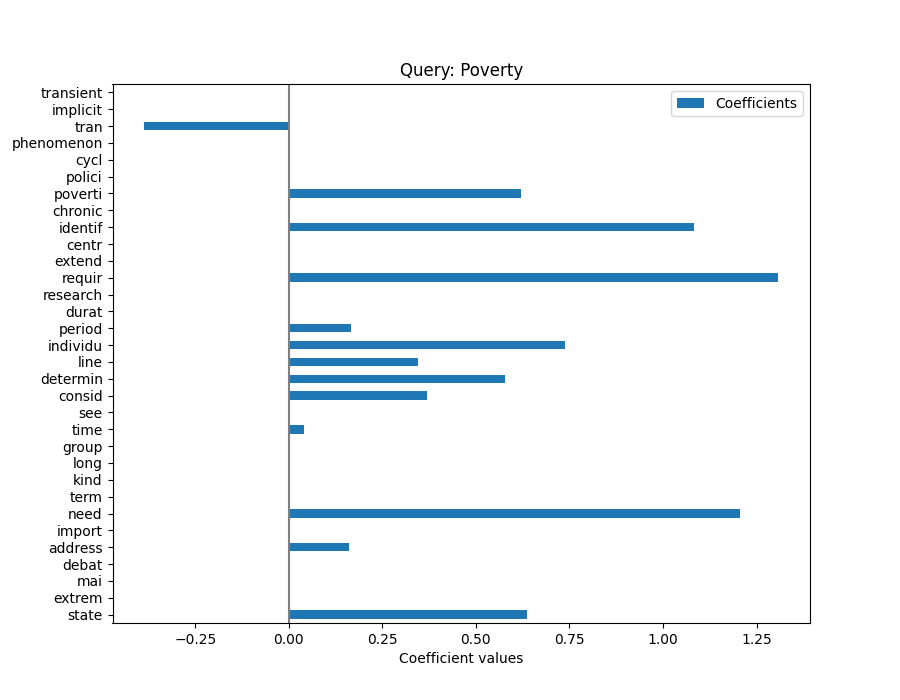 Query: Poverty
Coefficients
transient
implicit
tran
phenomenon
cycl
polici
poverti
chronic
identif
centr
extend
requir
research
durat
period
individu
line
determin
consid
see
time
group
long
kind
term
need
import
address
debat
mai
extrem
state
−0.25 0.00 0.25 0.50 0.75 1.00 1.25
Coefficient values